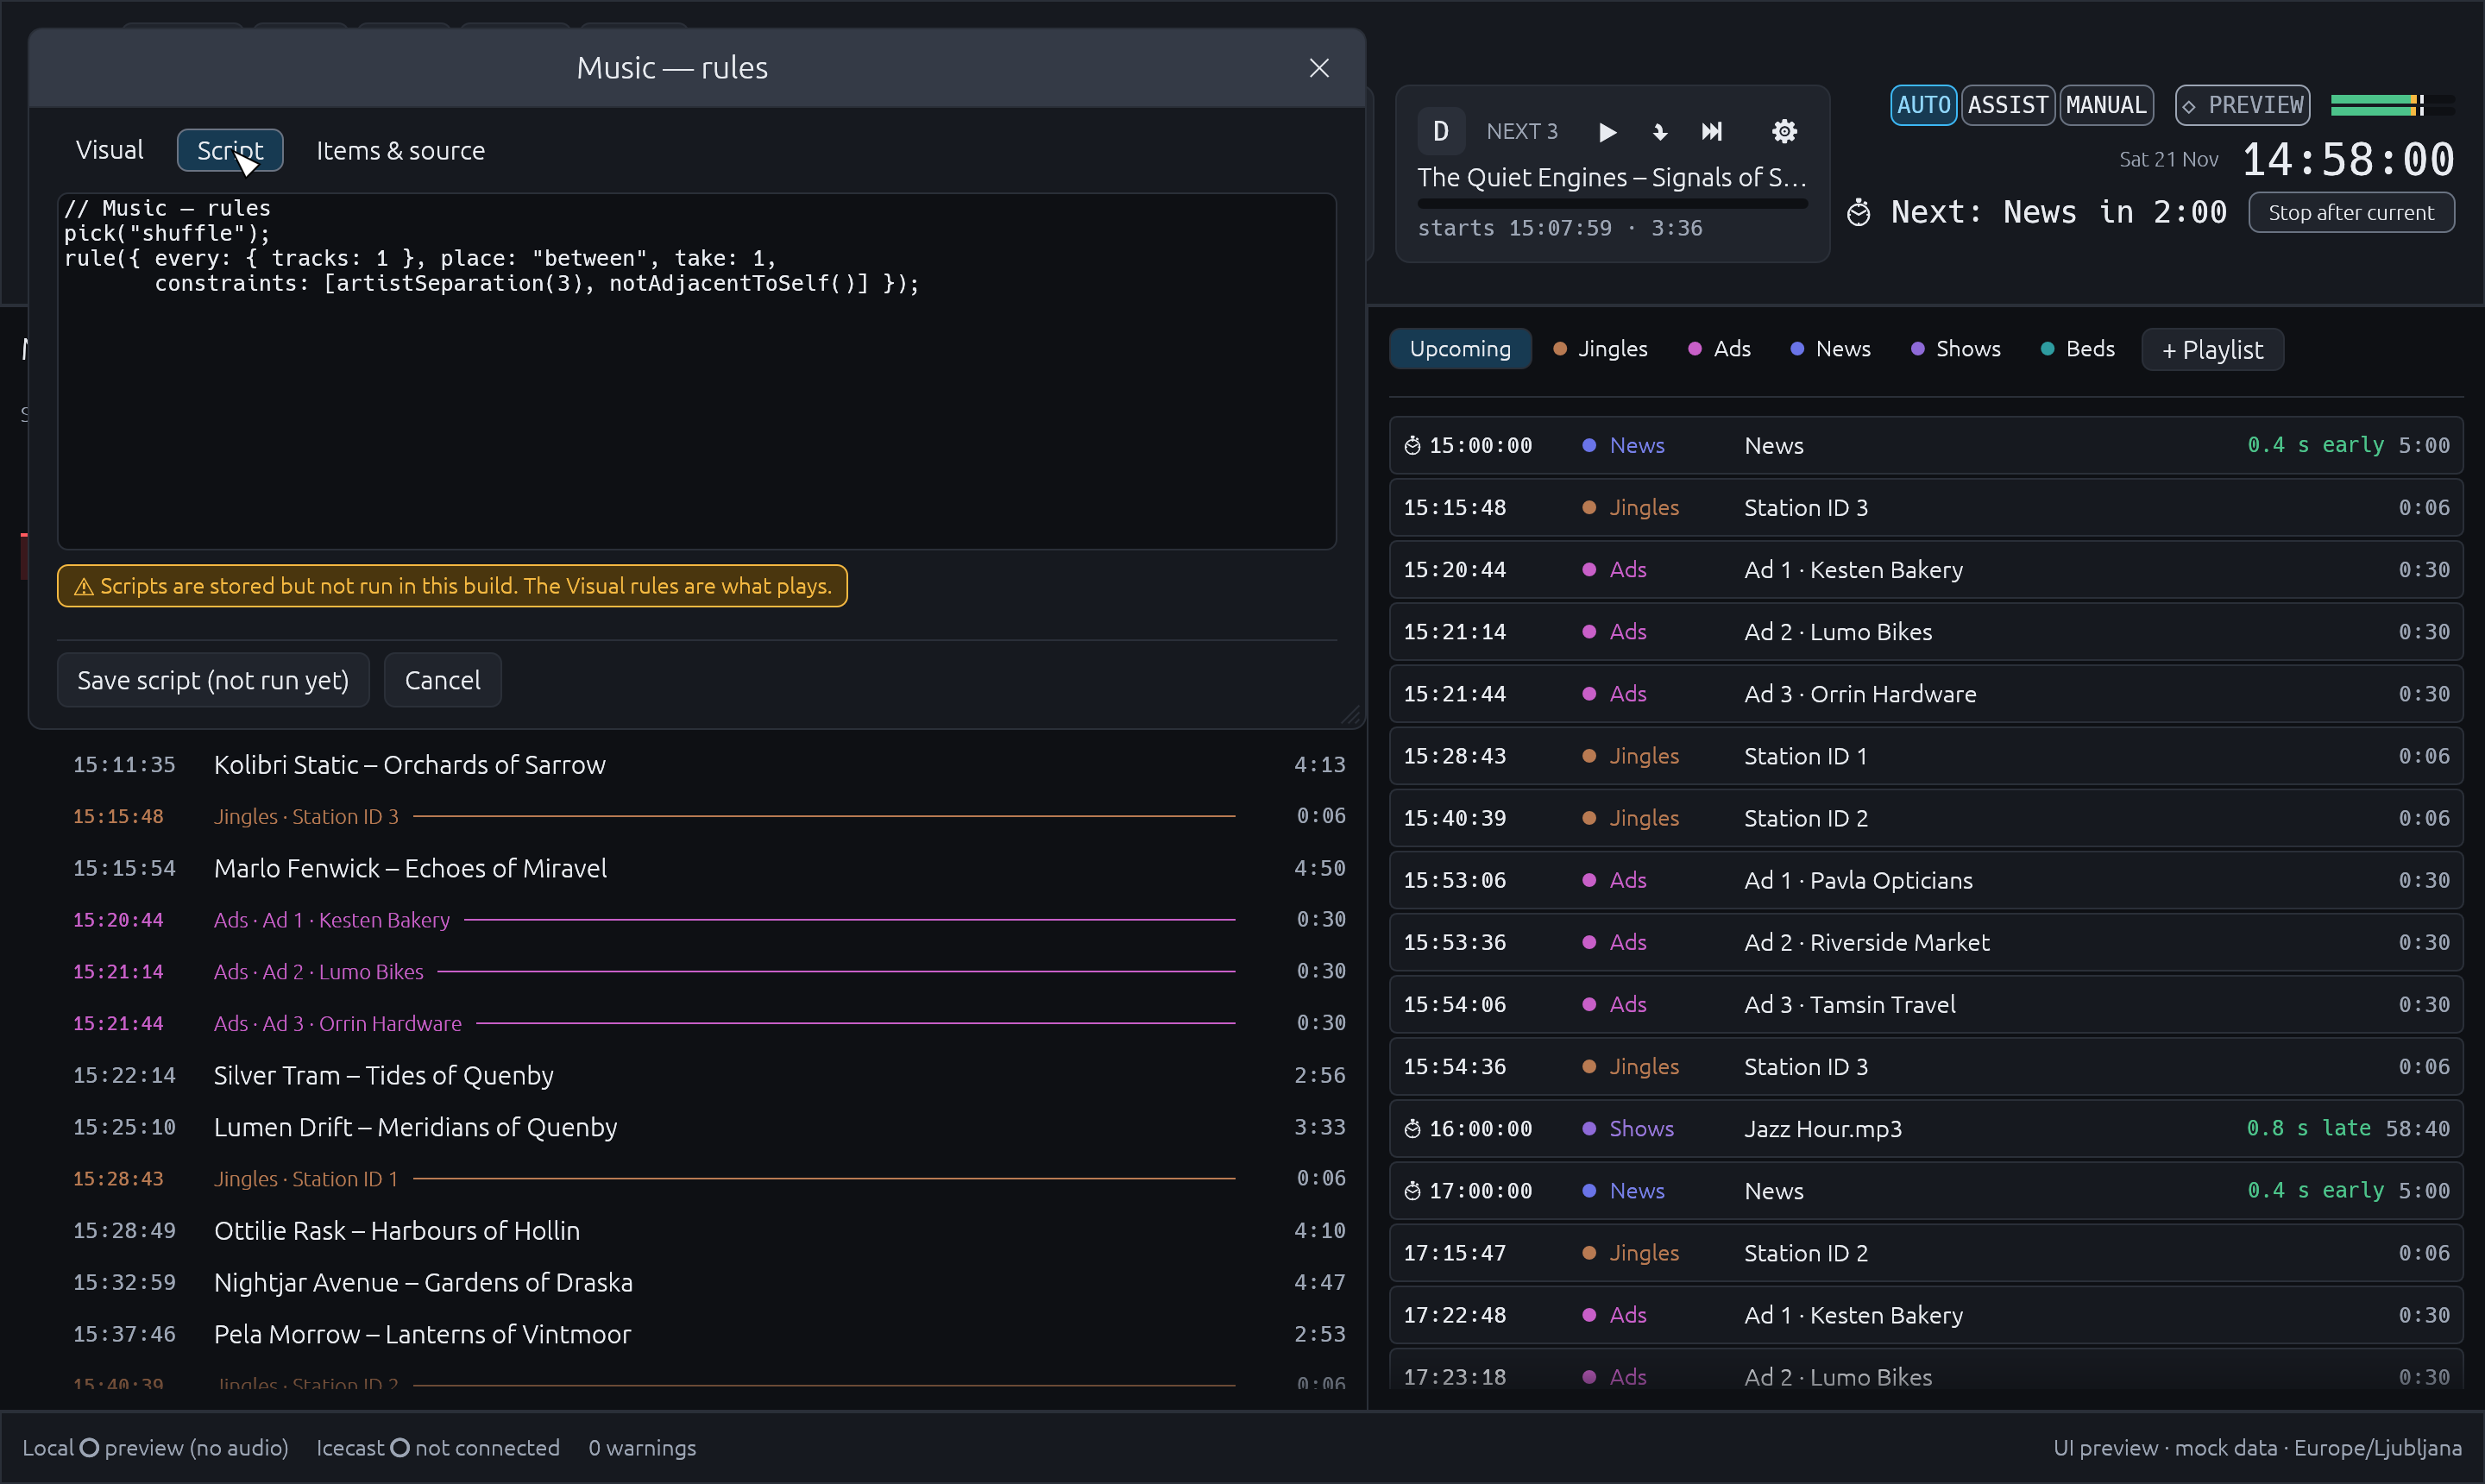 Music — rules
Visual
Script
Items & source
// Music — rules
pick("shuffle");
rule({ every: { tracks: 1 }, place: "between", take: 1,
constraints: [artistSeparation(3), notAdjacentToSelf()] });
⚠ Scripts are stored but not run in this build. The Visual rules are what plays.
Save script (not run yet)
Cancel
D NEXT 3
The Quiet Engines – Signals of S…
starts 15:07:59 · 3:36
AUTO ASSIST MANUAL ◇ PREVIEW
Sat 21 Nov 14:58:00
Next: News in 2:00 Stop after current
15:11:35 Kolibri Static – Orchards of Sarrow 4:13
15:15:48 Jingles · Station ID 3 0:06
15:15:54 Marlo Fenwick – Echoes of Miravel 4:50
15:20:44 Ads · Ad 1 · Kesten Bakery 0:30
15:21:14 Ads · Ad 2 · Lumo Bikes 0:30
15:21:44 Ads · Ad 3 · Orrin Hardware 0:30
15:22:14 Silver Tram – Tides of Quenby 2:56
15:25:10 Lumen Drift – Meridians of Quenby 3:33
15:28:43 Jingles · Station ID 1 0:06
15:28:49 Ottilie Rask – Harbours of Hollin 4:10
15:32:59 Nightjar Avenue – Gardens of Draska 4:47
15:37:46 Pela Morrow – Lanterns of Vintmoor 2:53
15:40:39 Jingles · Station ID 2 0:06
Upcoming Jingles Ads News Shows Beds + Playlist
15:00:00 News News 0.4 s early 5:00
15:15:48 Jingles Station ID 3 0:06
15:20:44 Ads Ad 1 · Kesten Bakery 0:30
15:21:14 Ads Ad 2 · Lumo Bikes 0:30
15:21:44 Ads Ad 3 · Orrin Hardware 0:30
15:28:43 Jingles Station ID 1 0:06
15:40:39 Jingles Station ID 2 0:06
15:53:06 Ads Ad 1 · Pavla Opticians 0:30
15:53:36 Ads Ad 2 · Riverside Market 0:30
15:54:06 Ads Ad 3 · Tamsin Travel 0:30
15:54:36 Jingles Station ID 3 0:06
16:00:00 Shows Jazz Hour.mp3 0.8 s late 58:40
17:00:00 News News 0.4 s early 5:00
17:15:47 Jingles Station ID 2 0:06
17:22:48 Ads Ad 1 · Kesten Bakery 0:30
17:23:18 Ads Ad 2 · Lumo Bikes 0:30
Local preview (no audio) Icecast not connected 0 warnings
UI preview · mock data · Europe/Ljubljana